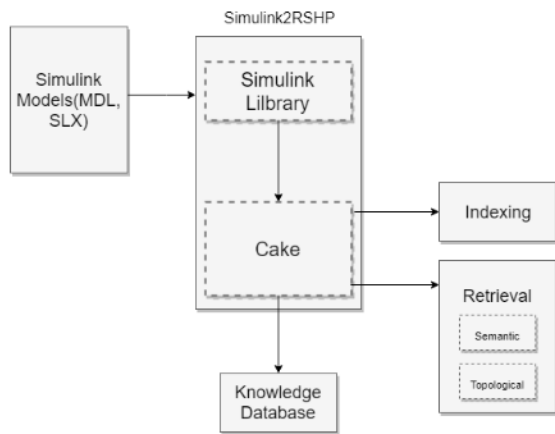 Simulink2RSHP
Simulink
Models(MDL,
SLX)
Simulink
Lilbrary
Cake
Indexing
Retrieval
Semantic
Topological
Knowledge
Database